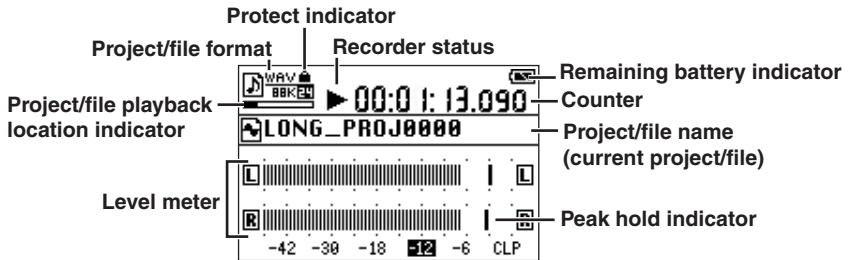 Protect indicator
Project/file format
Recorder status
WAV
88K 24
00:01:13.090
Remaining battery indicator
Counter
Project/file playback
location indicator
LONG_PROJ0000
Project/file name
(current project/file)
Level meter
L
L
R
R
Peak hold indicator
-42 -30 -18 -12 -6 CLP